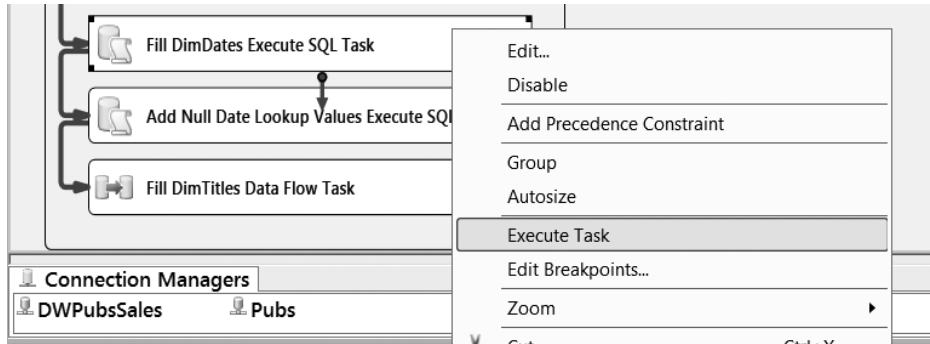 Fill DimDates Execute SQL Task
Add Null Date Lookup Values Execute SQL
Fill DimTitles Data Flow Task
Connection Managers
DWPubsSales Pubs
Edit...
Disable
Add Precedence Constraint
Group
Autosize
Execute Task
Edit Breakpoints...
Zoom